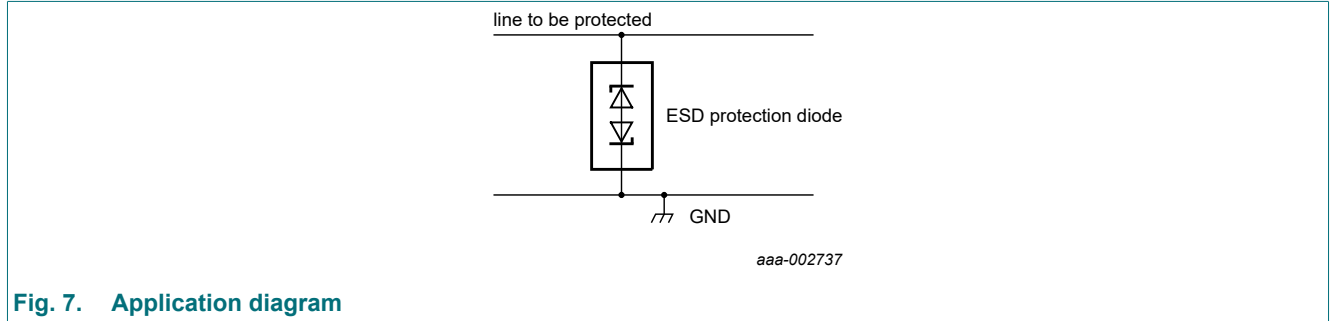 line to be protected
ESD protection diode
GND
aaa-002737
Fig. 7. Application diagram